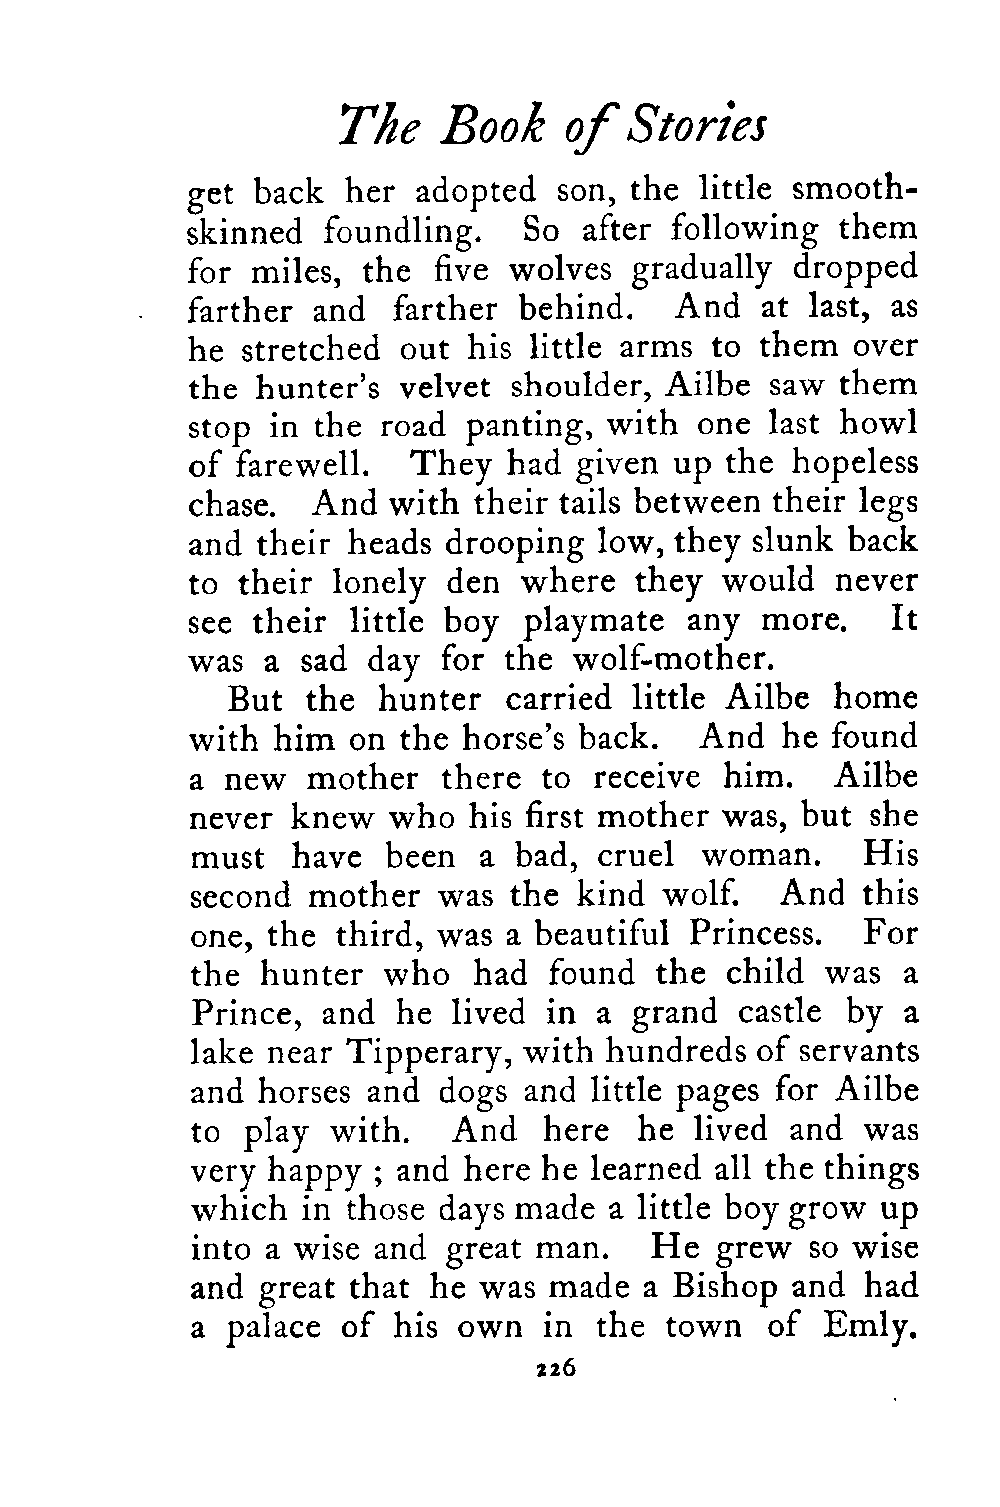 The Book of Stories
get back her adopted son, the little smooth-
skinned foundling. So after following them
for miles, the five wolves gradually dropped
farther and farther behind. And at last, as
he stretched out his little arms to them over
the hunter's velvet shoulder, Ailbe saw them
stop in the road panting, with one last howl
of farewell. They had given up the hopeless
chase. And with their tails between their legs
and their heads drooping low, they slunk back
to their lonely den where they would never
see their little boy playmate any more. It
was a sad day for the wolf-mother.
But the hunter carried little Ailbe home
with him on the horse's back. And he found
a new mother there to receive him. Ailbe
never knew who his first mother was, but she
must have been a bad, cruel woman. His
second mother was the kind wolf. And this
one, the third, was a beautiful Princess. For
the hunter who had found the child was a
Prince, and he lived in a grand castle by a
lake near Tipperary, with hundreds of servants
and horses and dogs and little pages for Ailbe
to play with. And here he lived and was
very happy ; and here he learned all the things
which in those days made a little boy grow up
into a wise and great man. He grew so wise
and great that he was made a Bishop and had
a palace of his own in the town of Emly.
226